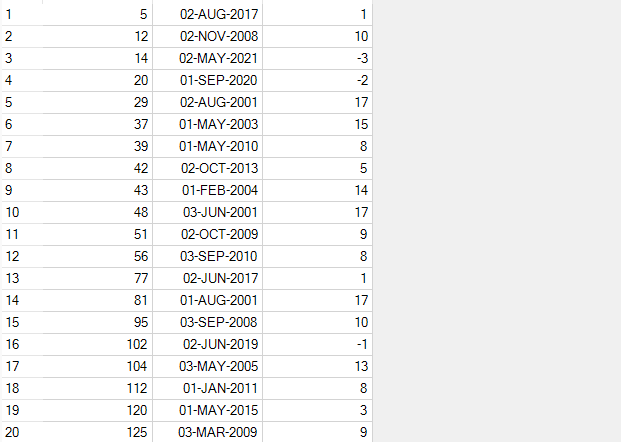 1 5 02-AUG-2017 1
2 12 02-NOV-2008 10
3 14 02-MAY-2021 -3
4 20 01-SEP-2020 -2
5 29 02-AUG-2001 17
6 37 01-MAY-2003 15
7 39 01-MAY-2010 8
8 42 02-OCT-2013 5
9 43 01-FEB-2004 14
10 48 03-JUN-2001 17
11 51 02-OCT-2009 9
12 56 03-SEP-2010 8
13 77 02-JUN-2017 1
14 81 01-AUG-2001 17
15 95 03-SEP-2008 10
16 102 02-JUN-2019 -1
17 104 03-MAY-2005 13
18 112 01-JAN-2011 8
19 120 01-MAY-2015 3
20 125 03-MAR-2009 9